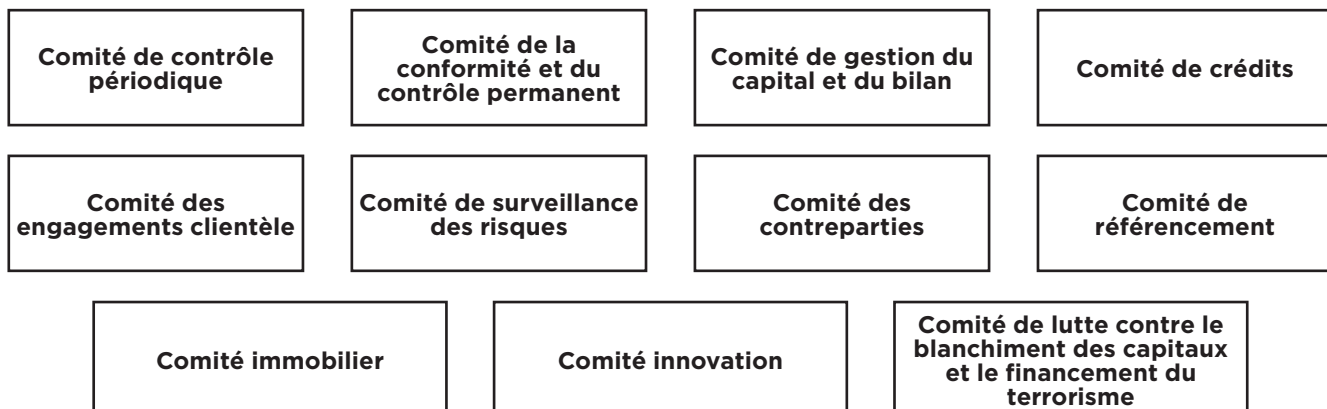 Comité de contrôle
périodique
Comité de la
conformité et du
contrôle permanent
Comité de gestion du
capital et du bilan
Comité de crédits
Comité des
engagements clientèle
Comité de surveillance
des risques
Comité des
contreparties
Comité de
référencement
Comité immobilier
Comité innovation
Comité de lutte contre le
blanchiment des capitaux
et le financement du
terrorisme